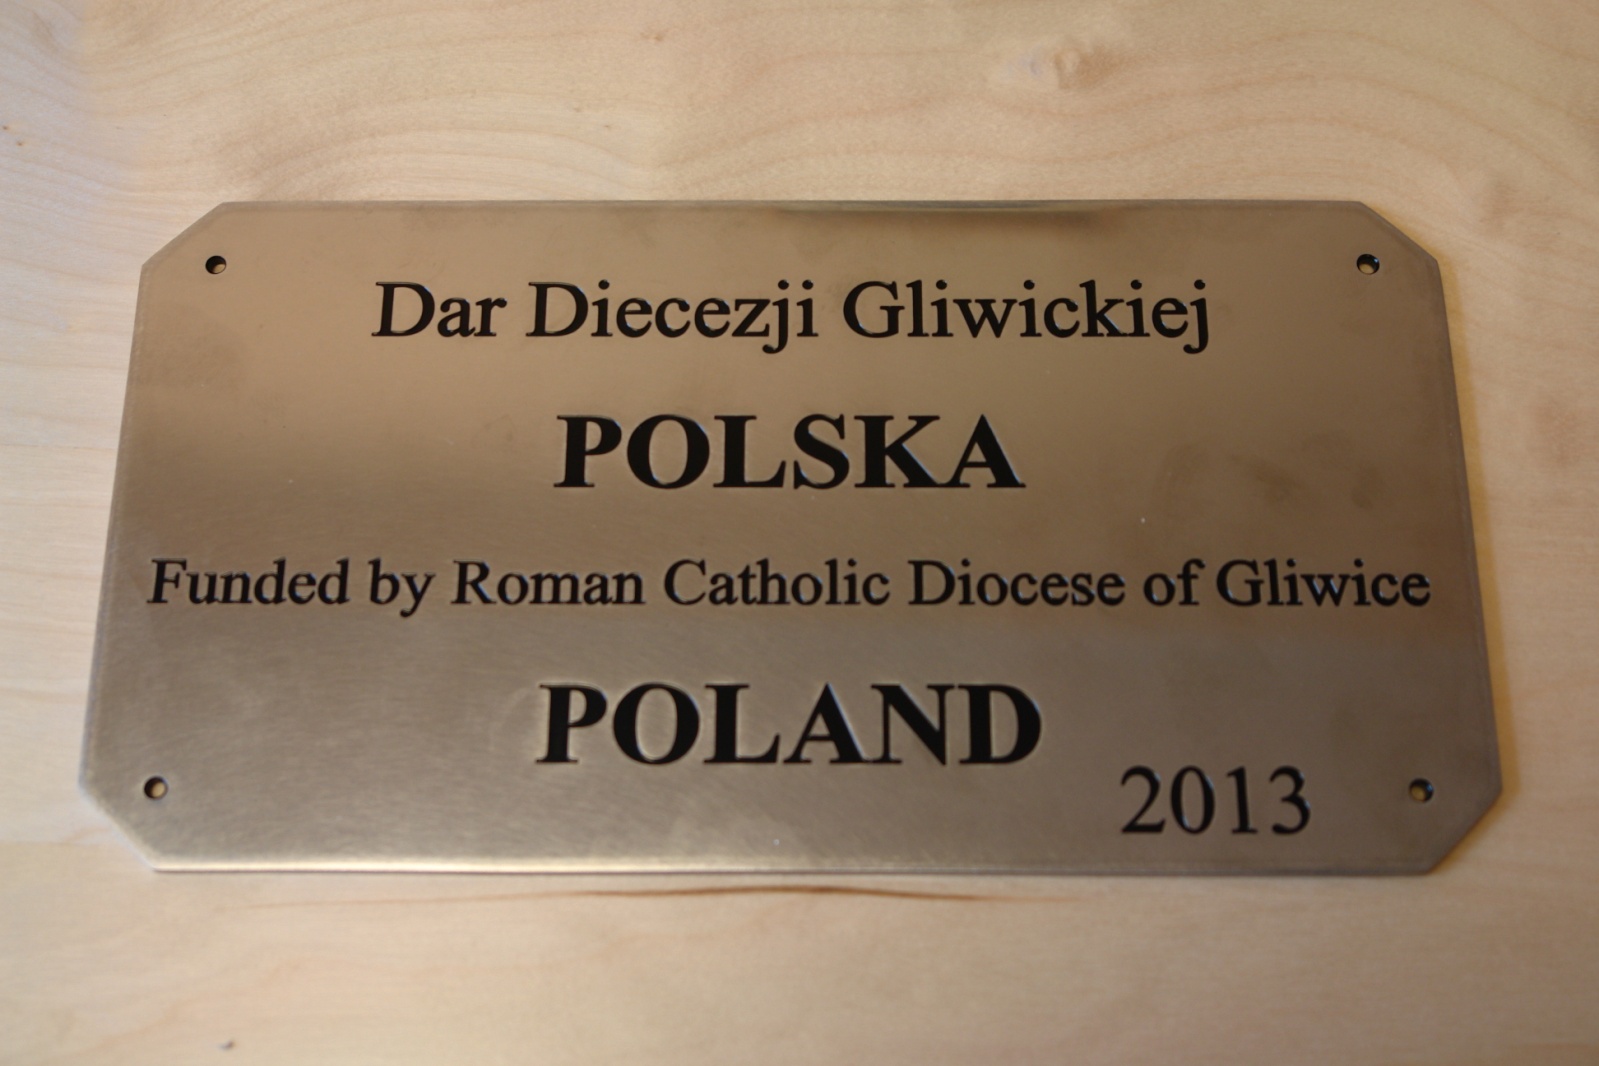 Dar Diecezji Gliwickiej
POLSKA
Funded by Roman Catholic Diocese of Gliwice
POLAND
2013